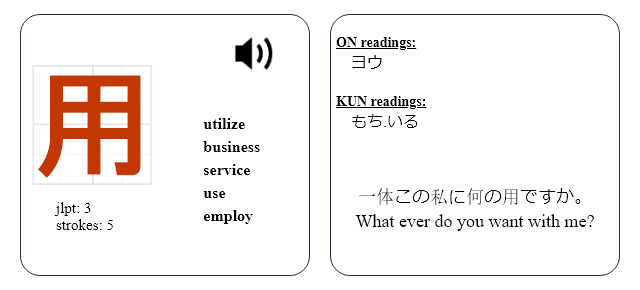 用
jlpt: 3
strokes: 5
utilize
business
service
use
employ
ON readings:
ヨウ
KUN readings:
もち.いる
一体この私に何の用ですか。
What ever do you want with me?